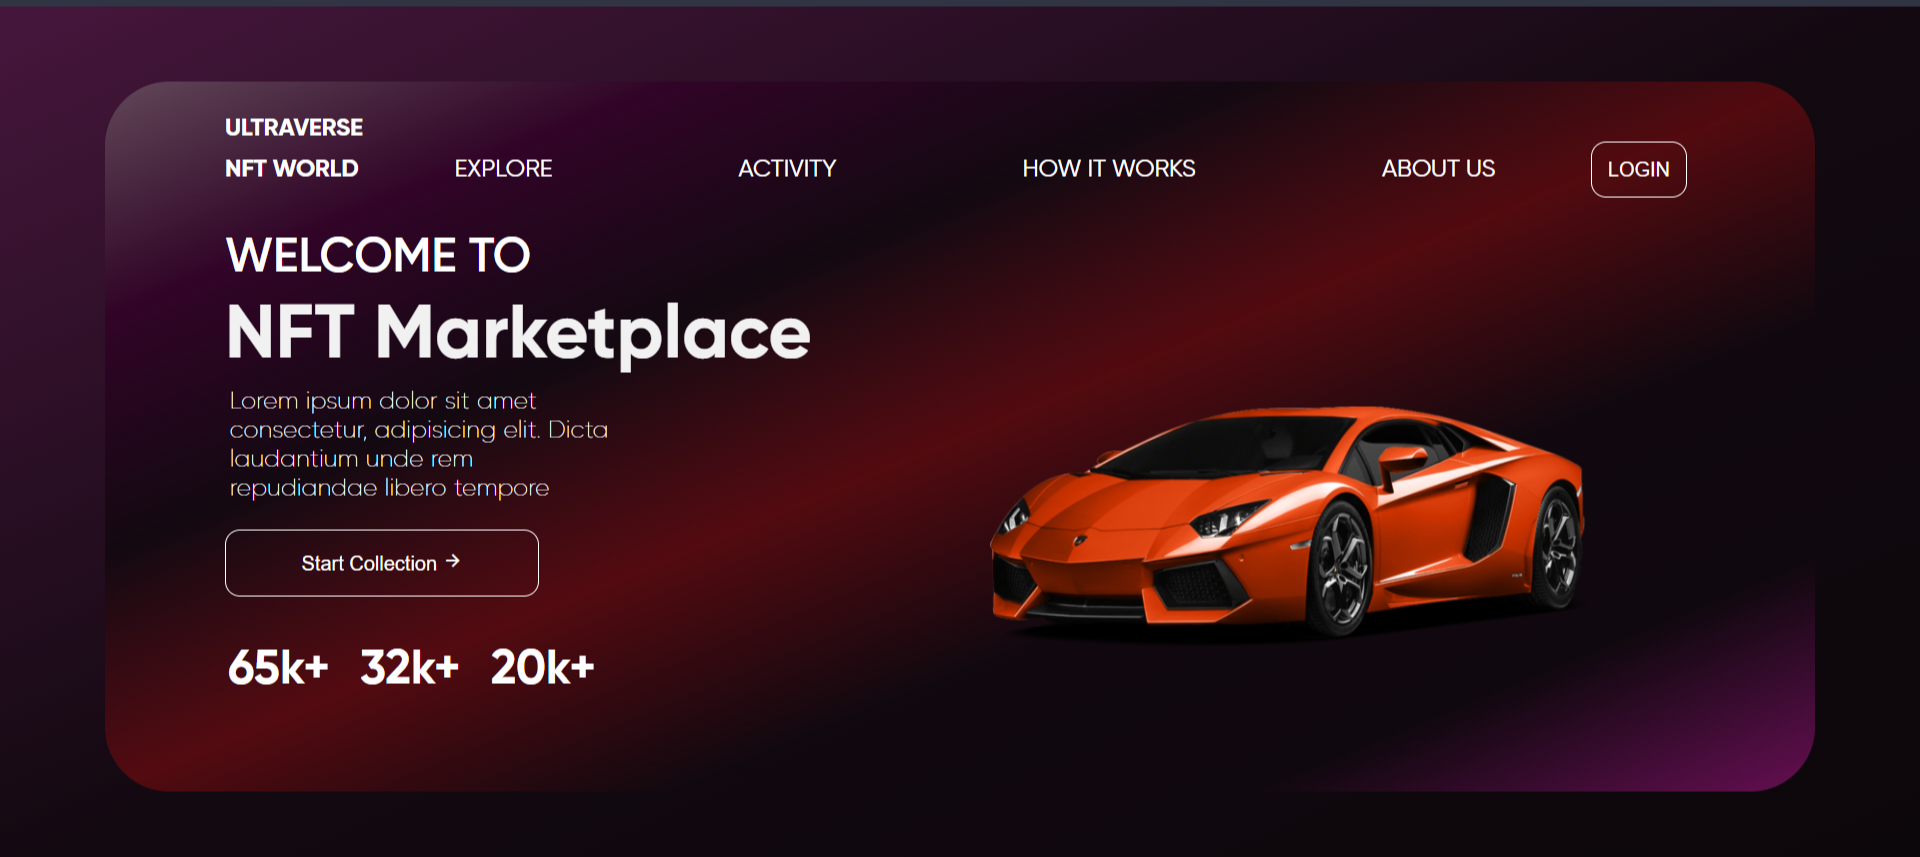 ULTRAVERSE
NFT WORLD
EXPLORE
ACTIVITY
HOW IT WORKS
ABOUT US
LOGIN
WELCOME TO
NFT Marketplace
Lorem ipsum dolor sit amet
consectetur, adipisicing elit. Dicta
laudantium unde rem
repudiandae libero tempore
Start Collection →
65k+ 32k+ 20k+